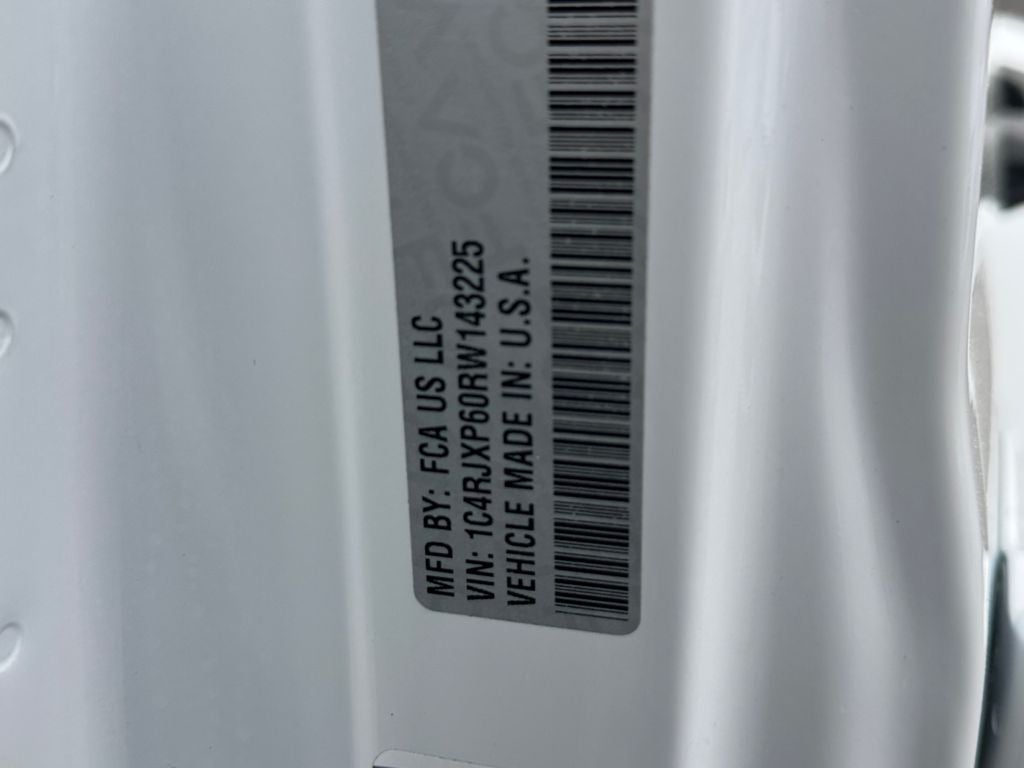 MFD BY: FCA US LLC
VIN: 1C4RJXP60RW143225
VEHICLE MADE IN: U.S.A.